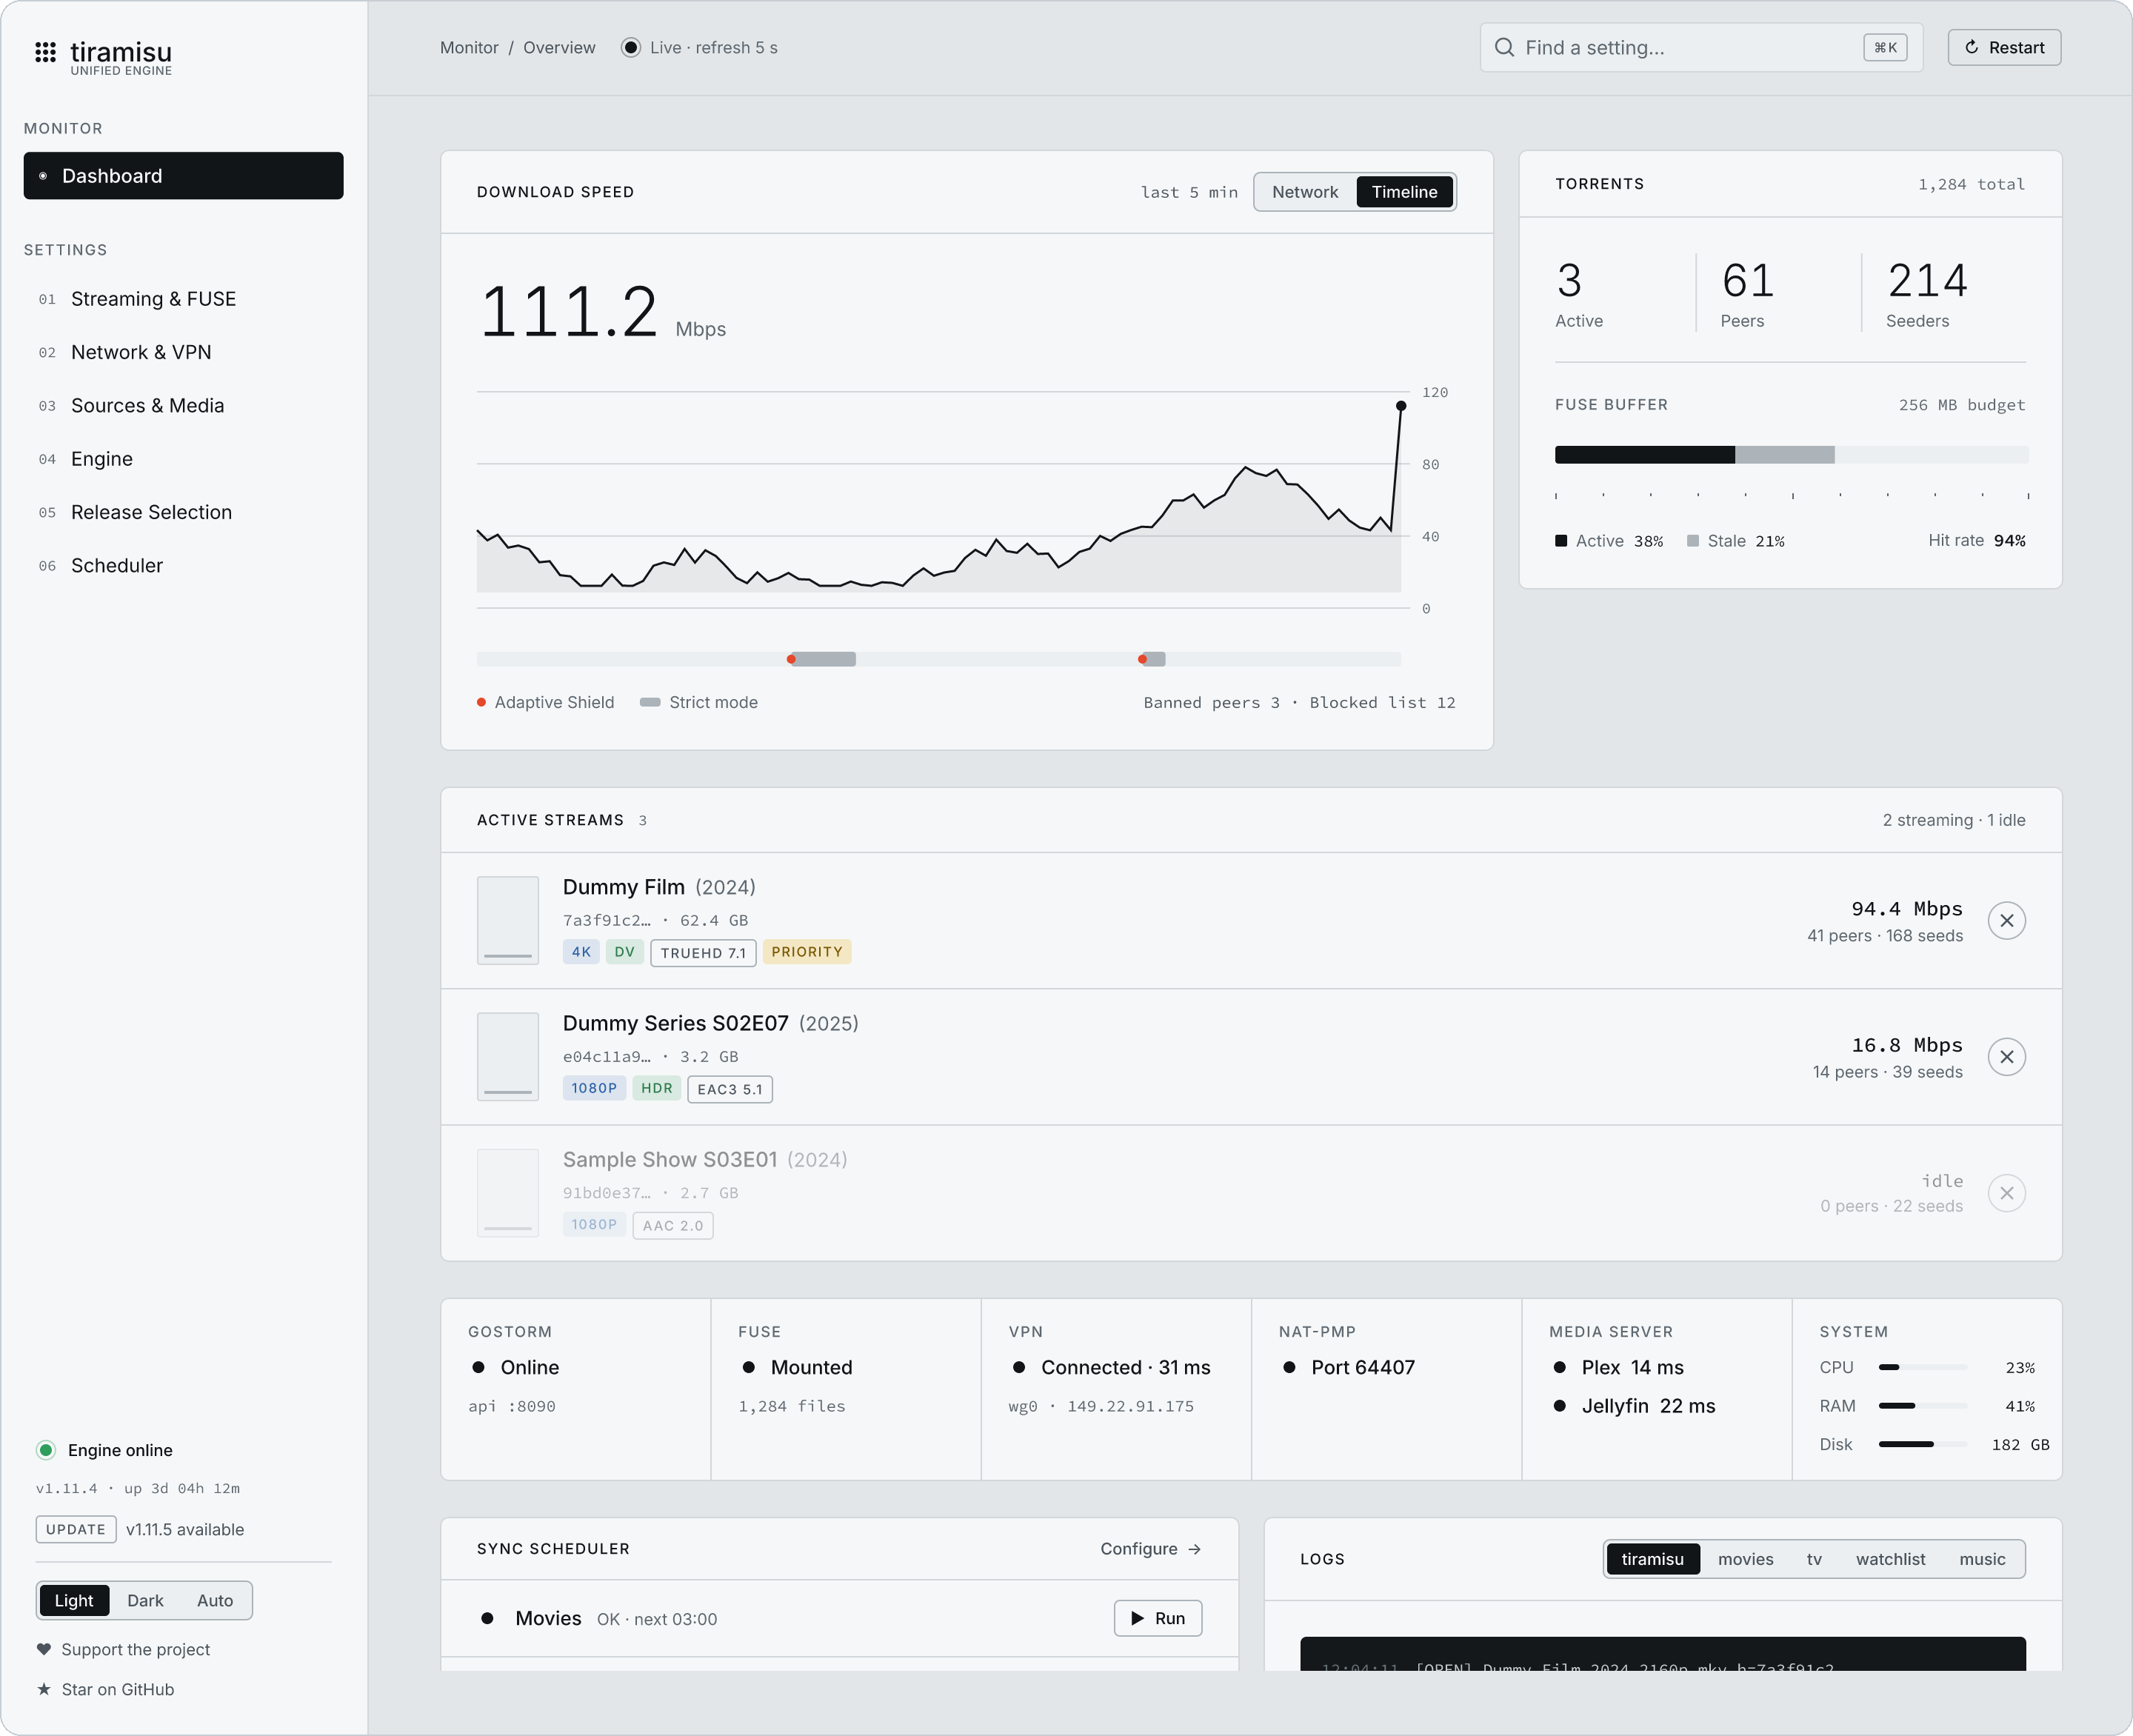 tiramisu
UNIFIED ENGINE
MONITOR
Dashboard
SETTINGS
01 Streaming & FUSE
02 Network & VPN
03 Sources & Media
04 Engine
05 Release Selection
06 Scheduler
Engine online
v1.11.4 · up 3d 04h 12m
UPDATE v1.11.5 available
Light Dark Auto
♥ Support the project
★ Star on GitHub
Monitor / Overview Live · refresh 5 s
Find a setting... ⌘K
↻ Restart
DOWNLOAD SPEED last 5 min Network Timeline
111.2 Mbps
120
80
40
0
Adaptive Shield Strict mode Banned peers 3 · Blocked list 12
TORRENTS 1,284 total
3 61 214
Active Peers Seeders
FUSE BUFFER 256 MB budget
Active 38% Stale 21% Hit rate 94%
ACTIVE STREAMS 3 2 streaming · 1 idle
Dummy Film (2024)
7a3f91c2… · 62.4 GB
4K DV TRUEHD 7.1 PRIORITY
94.4 Mbps
41 peers · 168 seeds
Dummy Series S02E07 (2025)
e04c11a9… · 3.2 GB
1080P HDR EAC3 5.1
16.8 Mbps
14 peers · 39 seeds
Sample Show S03E01 (2024)
91bd0e37… · 2.7 GB
1080P AAC 2.0
idle
0 peers · 22 seeds
GOSTORM
Online
api :8090
FUSE
Mounted
1,284 files
VPN
Connected · 31 ms
wg0 · 149.22.91.175
NAT-PMP
Port 64407
MEDIA SERVER
Plex 14 ms
Jellyfin 22 ms
SYSTEM
CPU 23%
RAM 41%
Disk 182 GB
SYNC SCHEDULER Configure →
Movies OK · next 03:00 ▶ Run
LOGS tiramisu movies tv watchlist music
12:04:11 [OPEN] Dummy.Film.2024.2160p.mkv h=7a3f91c2